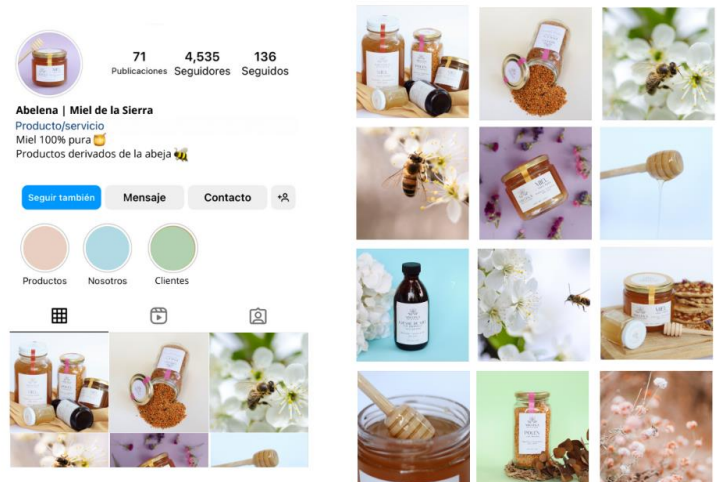 71 4,535 136
Publicaciones Seguidores Seguidos
Abelena | Miel de la Sierra
Producto/servicio
Miel 100% pura
Productos derivados de la abeja
Seguir también Mensaje Contacto
Productos Nosotros Clientes
MIEL